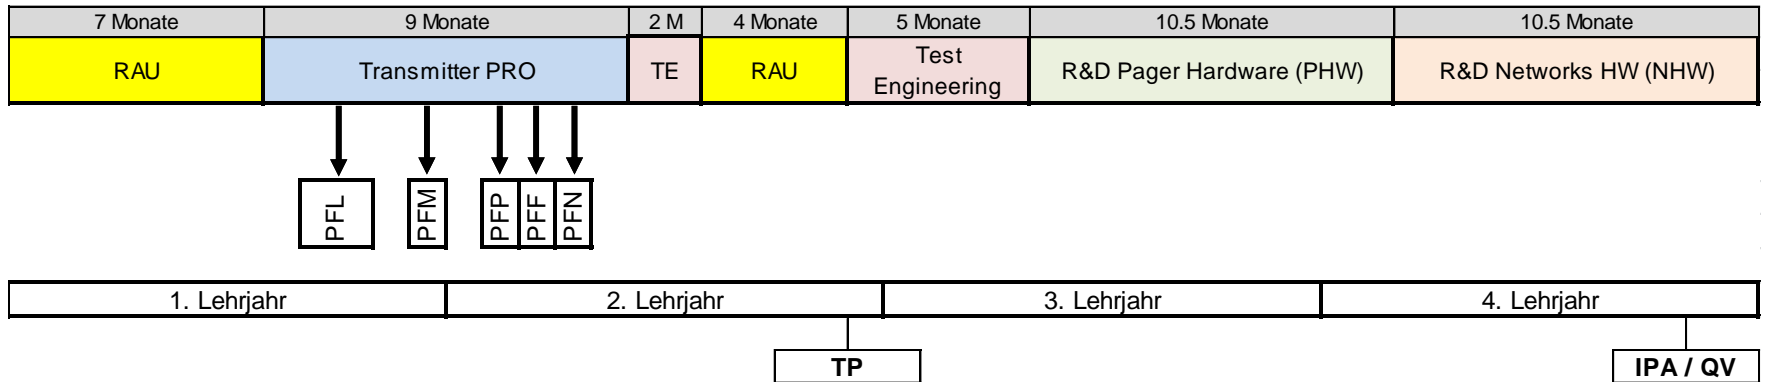 7 Monate
9 Monate
2 M
4 Monate
5 Monate
10.5 Monate
10.5 Monate
RAU
Transmitter PRO
TE
RAU
Test
Engineering
R&D Pager Hardware (PHW)
R&D Networks HW (NHW)
PFL
PFM
PFP
PFF
PFN
1. Lehrjahr
2. Lehrjahr
3. Lehrjahr
4. Lehrjahr
TP
IPA / QV